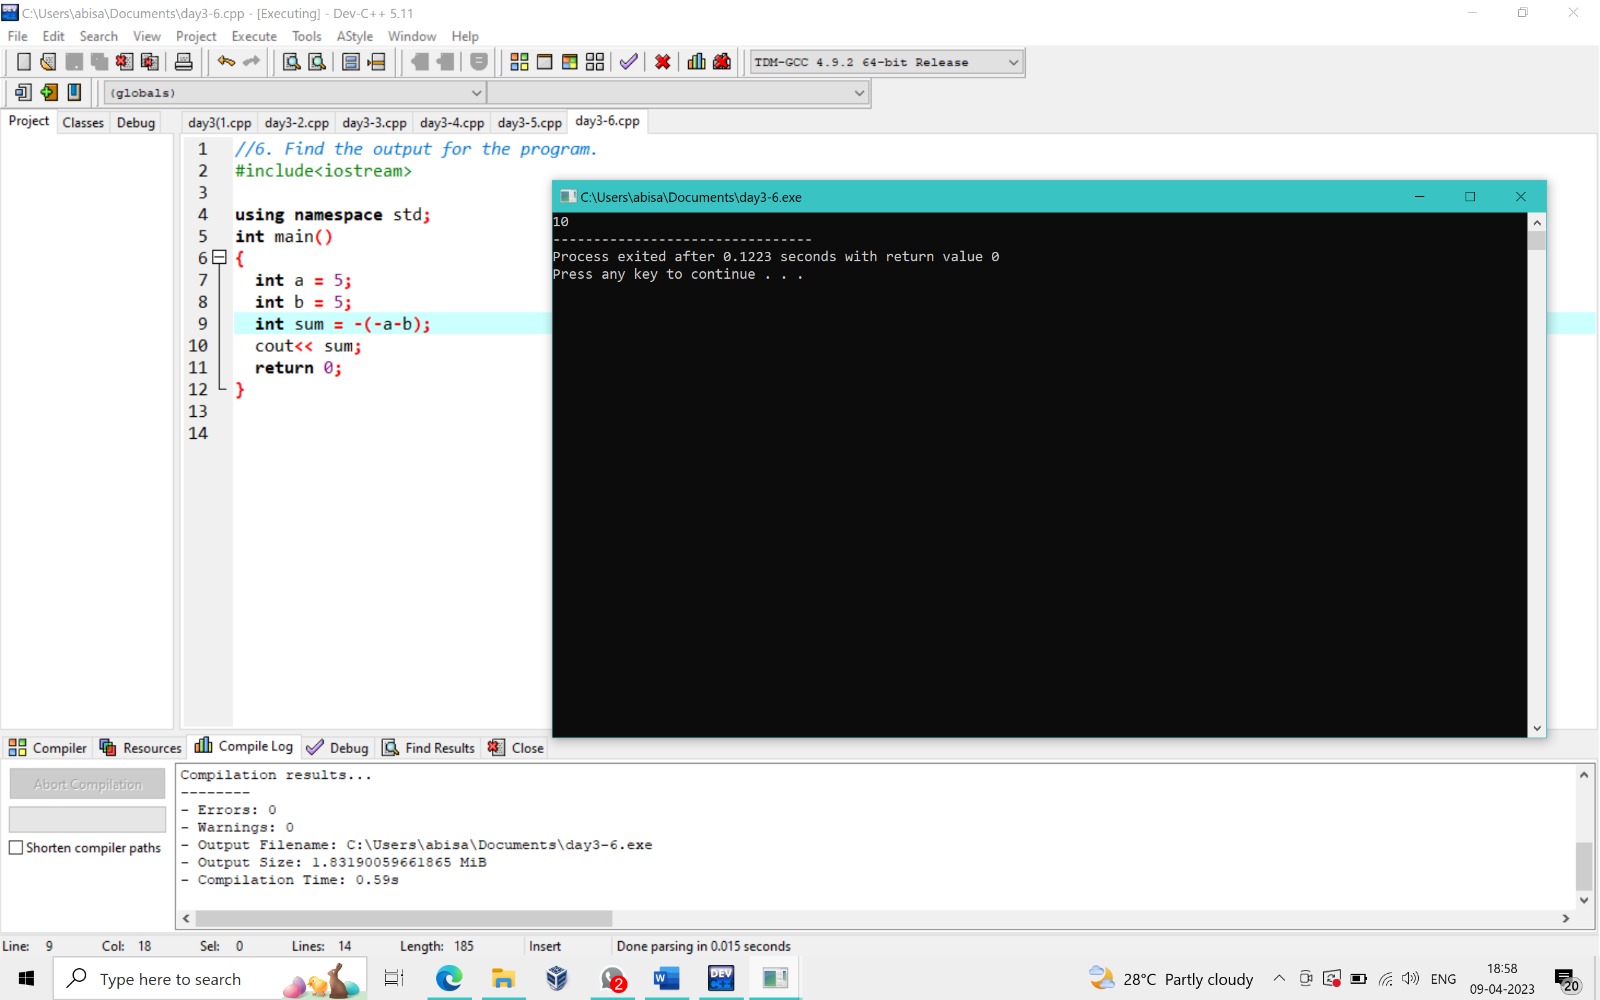 C:\Users\abisa\Documents\day3-6.cpp - [Executing] - Dev-C++ 5.11
File Edit Search View Project Execute Tools AStyle Window Help
TDM-GCC 4.9.2 64-bit Release
(globals)
Project Classes Debug
day3(1.cpp day3-2.cpp day3-3.cpp day3-4.cpp day3-5.cpp day3-6.cpp
1 //6. Find the output for the program.
2 #include<iostream>
3
4 using namespace std;
5 int main()
6 {
7 int a = 5;
8 int b = 5;
9 int sum = -(-a-b);
10 cout<< sum;
11 return 0;
12 }
13
14
C:\Users\abisa\Documents\day3-6.exe
10
--------------------------------
Process exited after 0.1223 seconds with return value 0
Press any key to continue . . .
Compiler Resources Compile Log Debug Find Results Close
Abort Compilation
Shorten compiler paths
Compilation results...
--------
- Errors: 0
- Warnings: 0
- Output Filename: C:\Users\abisa\Documents\day3-6.exe
- Output Size: 1.83190059661865 MiB
- Compilation Time: 0.59s
Line: 9 Col: 18 Sel: 0 Lines: 14 Length: 185 Insert Done parsing in 0.015 seconds
Type here to search
2
DEV C++
28°C Partly cloudy
ENG
18:58
09-04-2023
20